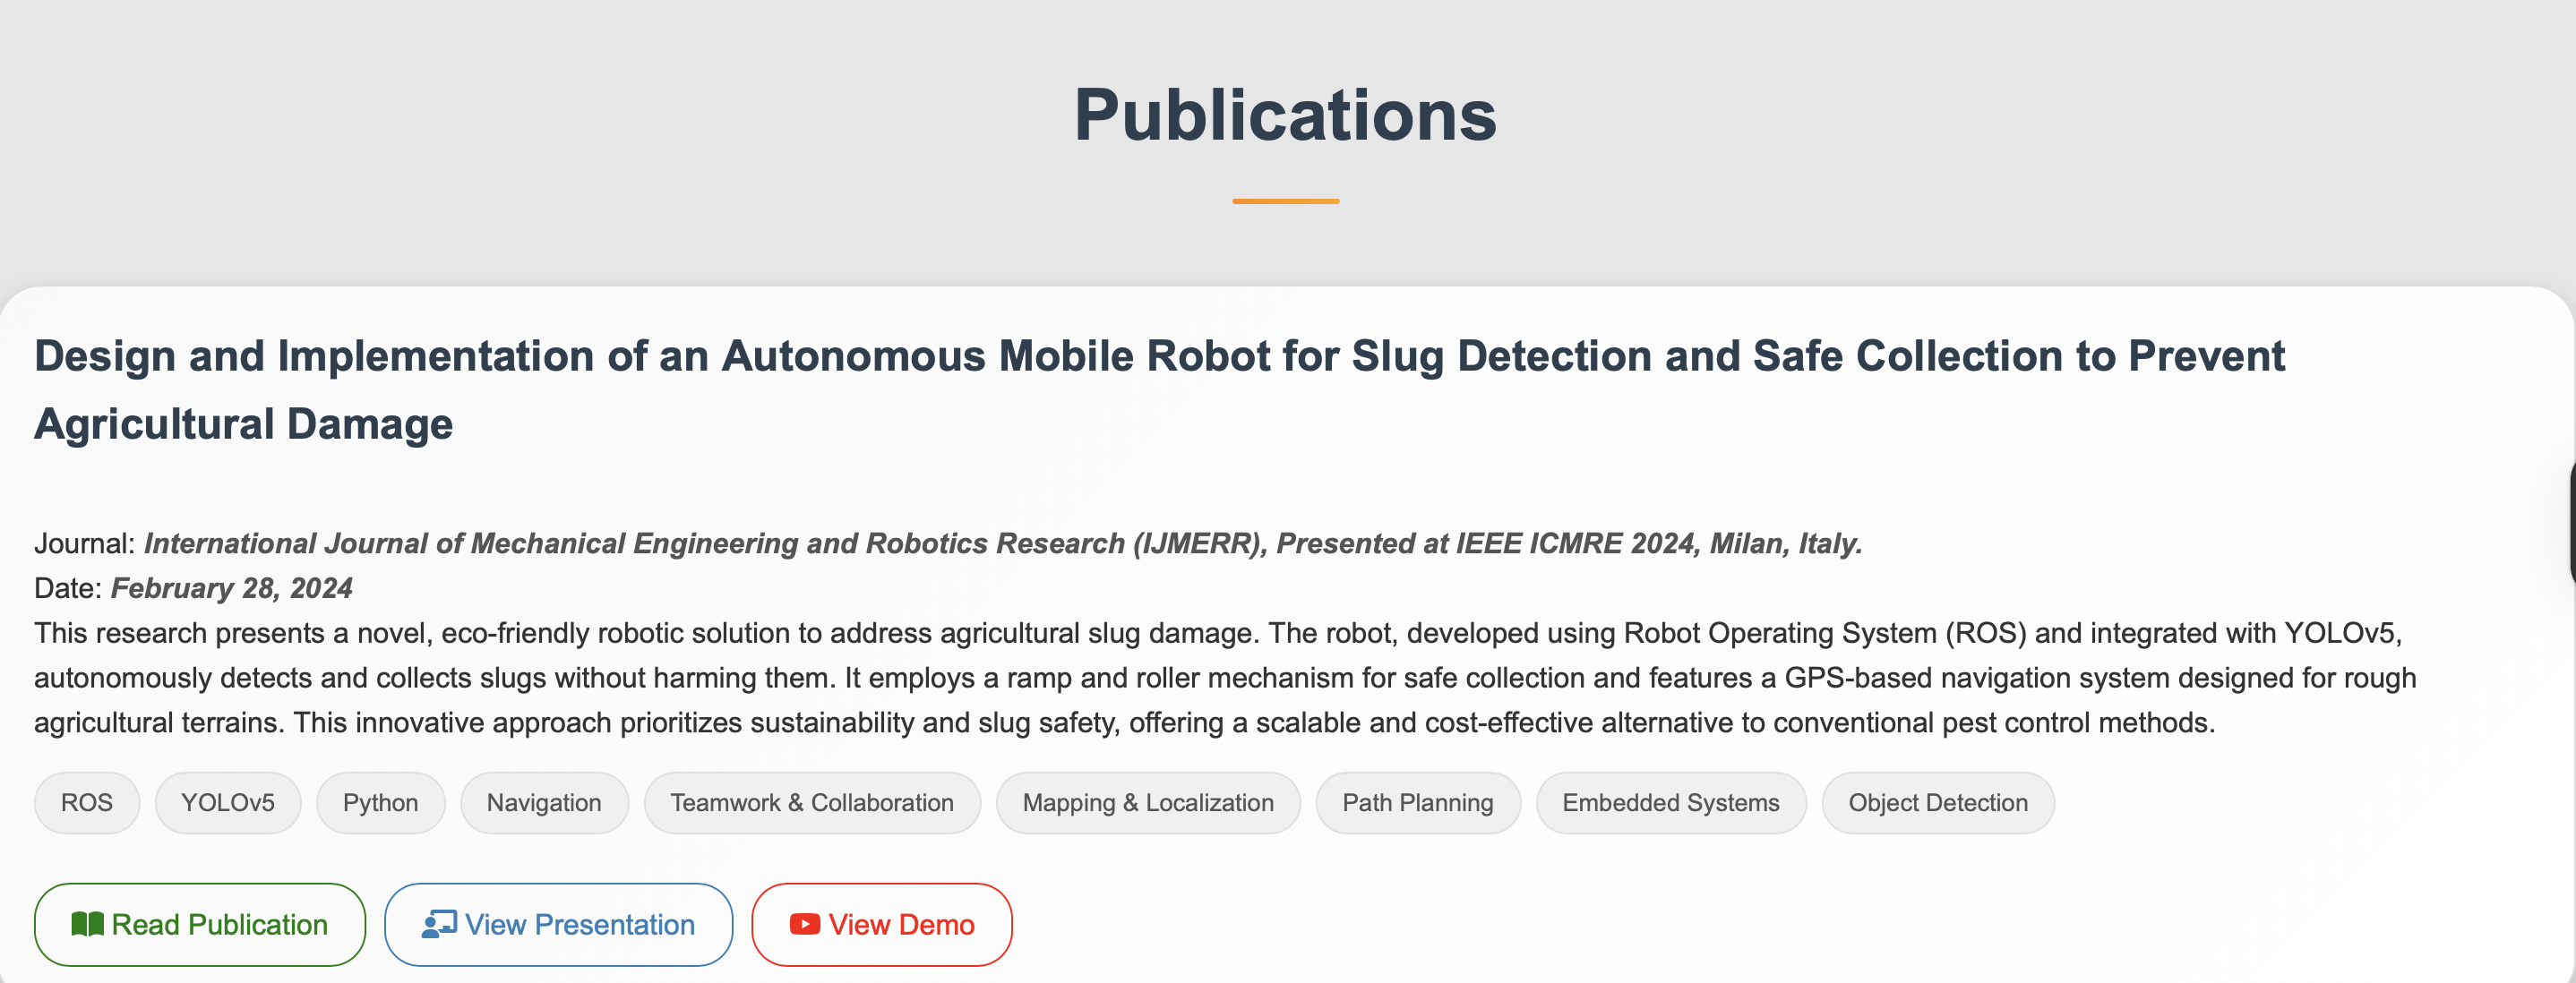 Publications
Design and Implementation of an Autonomous Mobile Robot for Slug Detection and Safe Collection to Prevent
Agricultural Damage
Journal: International Journal of Mechanical Engineering and Robotics Research (IJMERR), Presented at IEEE ICMRE 2024, Milan, Italy.
Date: February 28, 2024
This research presents a novel, eco-friendly robotic solution to address agricultural slug damage. The robot, developed using Robot Operating System (ROS) and integrated with YOLOv5,
autonomously detects and collects slugs without harming them. It employs a ramp and roller mechanism for safe collection and features a GPS-based navigation system designed for rough
agricultural terrains. This innovative approach prioritizes sustainability and slug safety, offering a scalable and cost-effective alternative to conventional pest control methods.
ROS YOLOv5 Python Navigation Teamwork & Collaboration Mapping & Localization Path Planning Embedded Systems Object Detection
Read Publication View Presentation View Demo